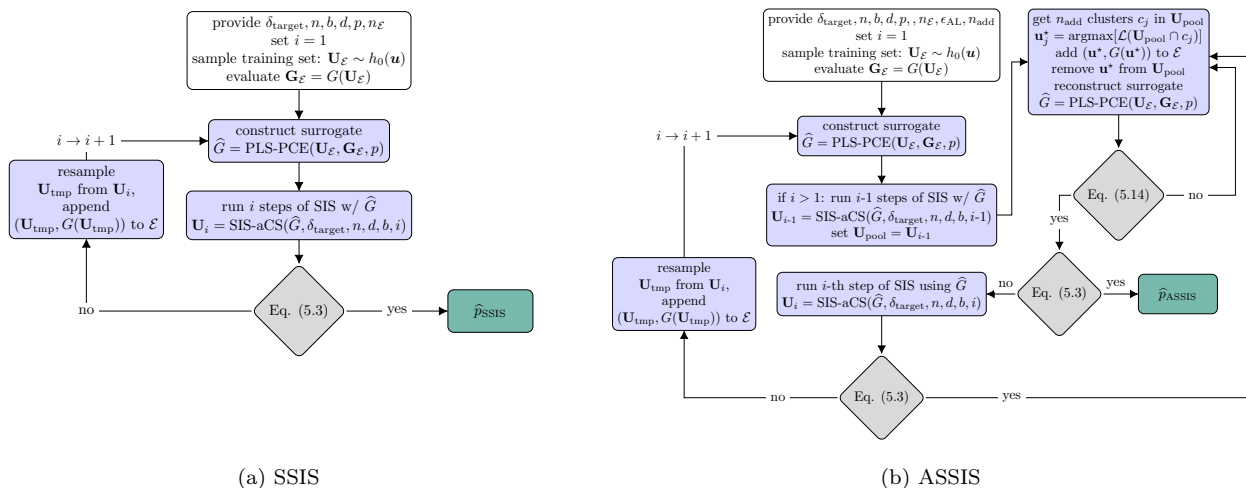 provide δ_target, n, b, d, p, n_ℰ
set i = 1
sample training set: U_ℰ ∼ h₀(u)
evaluate G_ℰ = G(U_ℰ)
i → i + 1
construct surrogate
Ĝ = PLS-PCE(U_ℰ, G_ℰ, p)
resample
U_tmp from U_i,
append
(U_tmp, G(U_tmp)) to ℰ
run i steps of SIS w/ Ĝ
U_i = SIS-aCS(Ĝ, δ_target, n, d, b, i)
no
Eq. (5.3)
yes
p̂_SSIS
(a) SSIS
provide δ_target, n, b, d, p, , n_ℰ, ϵ_AL, n_add
set i = 1
sample training set: U_ℰ ∼ h₀(u)
evaluate G_ℰ = G(U_ℰ)
i → i + 1
construct surrogate
Ĝ = PLS-PCE(U_ℰ, G_ℰ, p)
if i > 1: run i-1 steps of SIS w/ Ĝ
U_i-1 = SIS-aCS(Ĝ, δ_target, n, d, b, i-1)
set U_pool = U_i-1
get n_add clusters c_j in U_pool
u*_j = argmax[ℒ(U_pool ∩ c_j)]
add (u*, G(u*)) to ℰ
remove u* from U_pool
reconstruct surrogate
Ĝ = PLS-PCE(U_ℰ, G_ℰ, p)
Eq. (5.14)
no
yes
resample
U_tmp from U_i,
append
(U_tmp, G(U_tmp)) to ℰ
run i-th step of SIS using Ĝ
U_i = SIS-aCS(Ĝ, δ_target, n, d, b, i)
no
Eq. (5.3)
yes
p̂_ASSIS
no
Eq. (5.3)
yes
(b) ASSIS